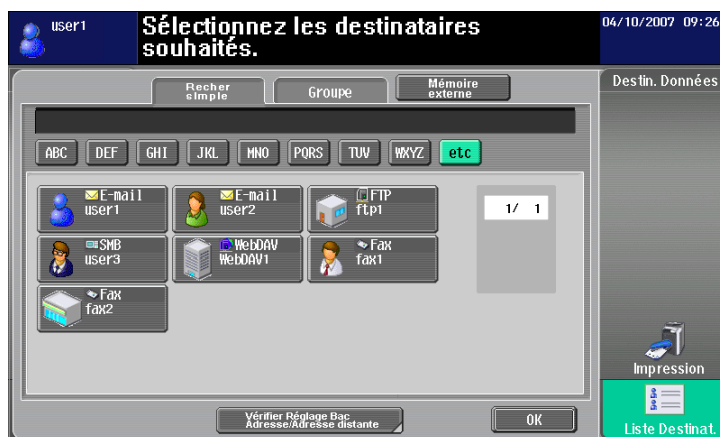 user1
Sélectionnez les destinataires
souhaités.
04/10/2007 09:26
Recher
simple
Groupe
Mémoire
externe
Destin. Données
ABC DEF GHI JKL MNO PQRS TUV WXYZ etc
E-mail
user1
E-mail
user2
FTP
ftp1
1/ 1
SMB
user3
WebDAV
WebDAV1
Fax
fax1
Fax
fax2
Impression
Vérifier Réglage Bac
Adresse/Adresse distante
OK
Liste Destinat.